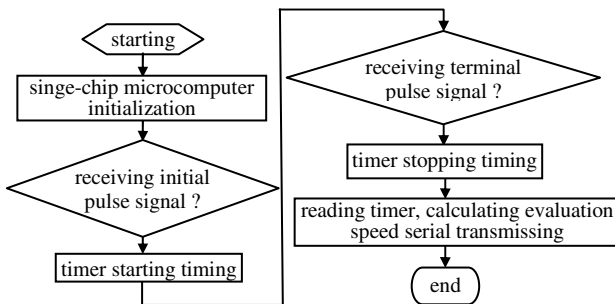 starting
singe-chip microcomputer
initialization
receiving initial
pulse signal ?
timer starting timing
receiving terminal
pulse signal ?
timer stopping timing
reading timer, calculating evaluation
speed serial transmissing
end